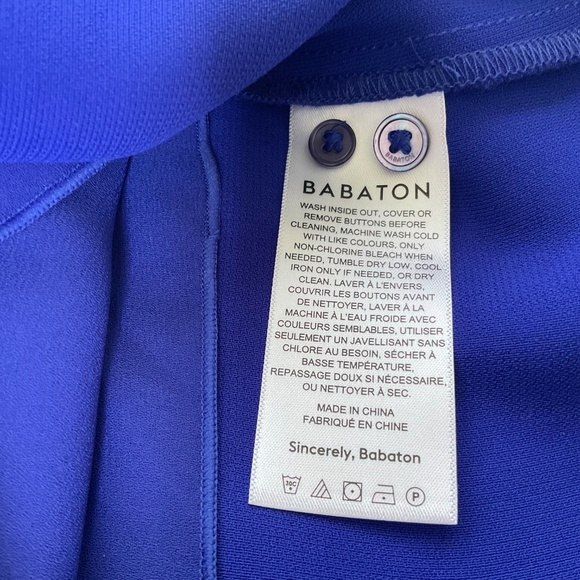 BABATON
BABATON
WASH INSIDE OUT, COVER OR
REMOVE BUTTONS BEFORE
CLEANING, MACHINE WASH COLD
WITH LIKE COLOURS, ONLY
NON-CHLORINE BLEACH WHEN
NEEDED, TUMBLE DRY LOW, COOL
IRON ONLY IF NEEDED, OR DRY
CLEAN. LAVER À L'ENVERS,
COUVRIR LES BOUTONS AVANT
DE NETTOYER, LAVER À LA
MACHINE À L'EAU FROIDE AVEC
COULEURS SEMBLABLES, UTILISER
SEULEMENT UN JAVELLISANT SANS
CHLORE AU BESOIN, SÉCHER À
BASSE TEMPÉRATURE,
REPASSAGE DOUX SI NÉCESSAIRE,
OU NETTOYER À SEC.
MADE IN CHINA
FABRIQUÉ EN CHINE
Sincerely, Babaton
30C P